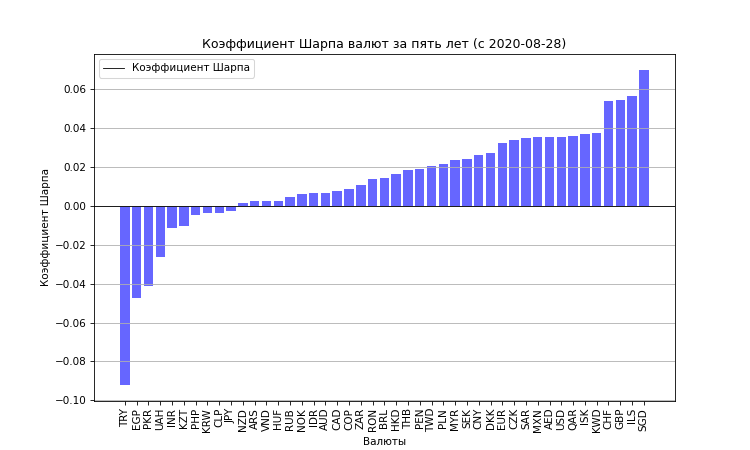 Коэффициент Шарпа валют за пять лет (с 2020-08-28)
Коэффициент Шарпа
0.06
0.04
0.02
0.00
−0.02
−0.04
−0.06
−0.08
−0.10
Коэффициент Шарпа
TRY
EGP
PKR
UAH
INR
KZT
PHP
KRW
CLP
JPY
NZD
ARS
VND
HUF
RUB
NOK
IDR
AUD
CAD
COP
ZAR
RON
BRL
HKD
THB
PEN
TWD
PLN
MYR
SEK
CNY
DKK
EUR
CZK
SAR
MXN
AED
USD
QAR
ISK
KWD
CHF
GBP
ILS
SGD
Валюты